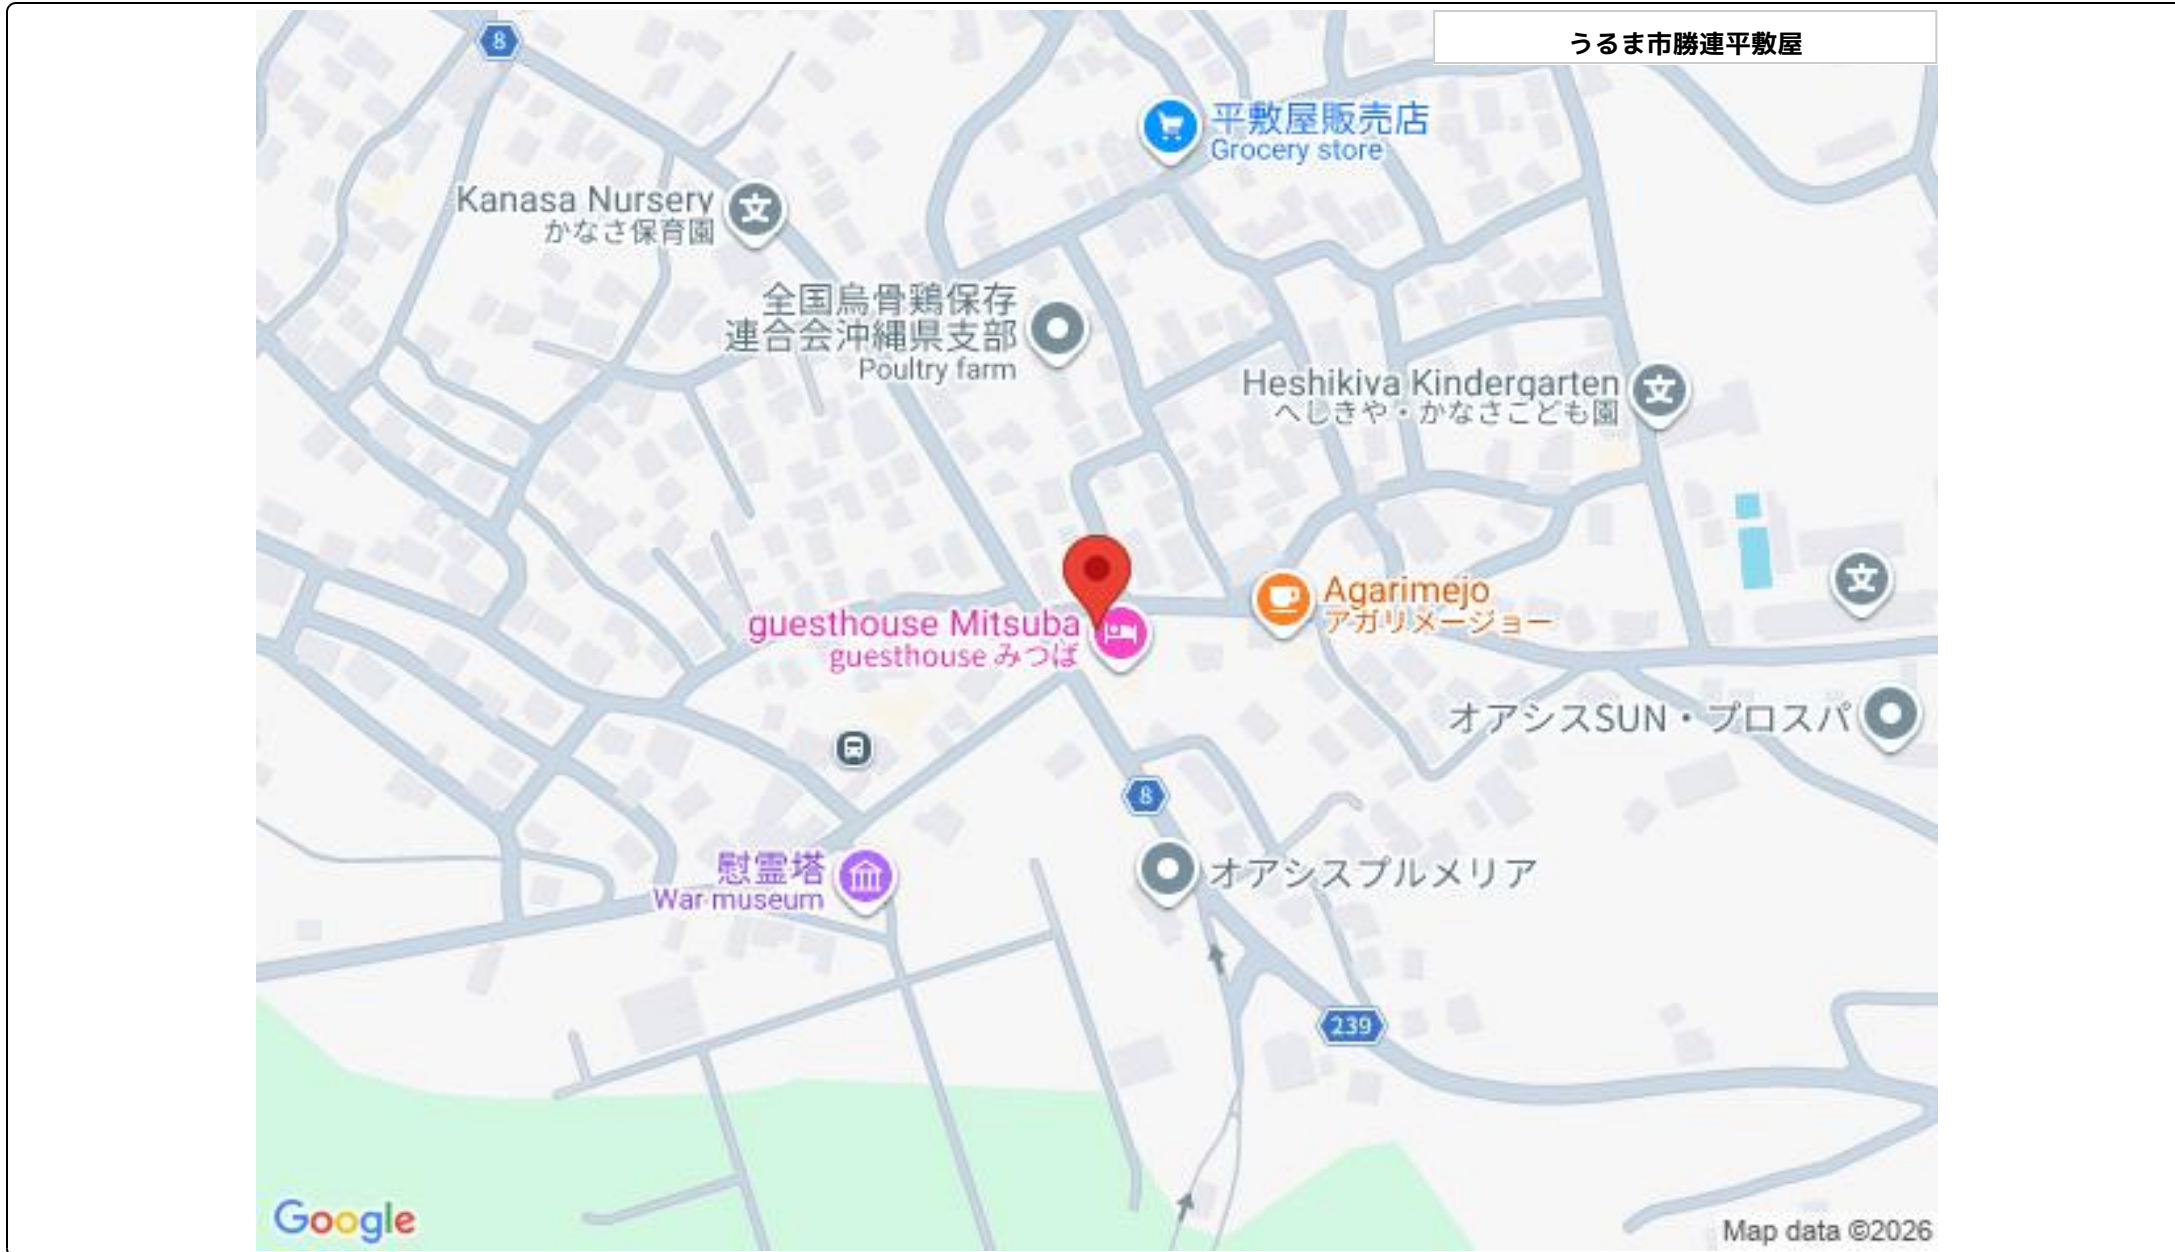 うるま市勝連平敷屋
8
平敷屋販売店
Grocery store
Kanasa Nursery
かなさ保育園
全国烏骨鶏保存
連合会沖縄県支部
Poultry farm
Heshikiya Kindergarten
へしきや・かなさこども園
文
文
文
guesthouse Mitsuba
guesthouse みつば
Agarimejo
アガリメージョー
オアシスSUN・プロスパ
8
慰霊塔
War museum
オアシスプルメリア
239
Google
Map data ©2026